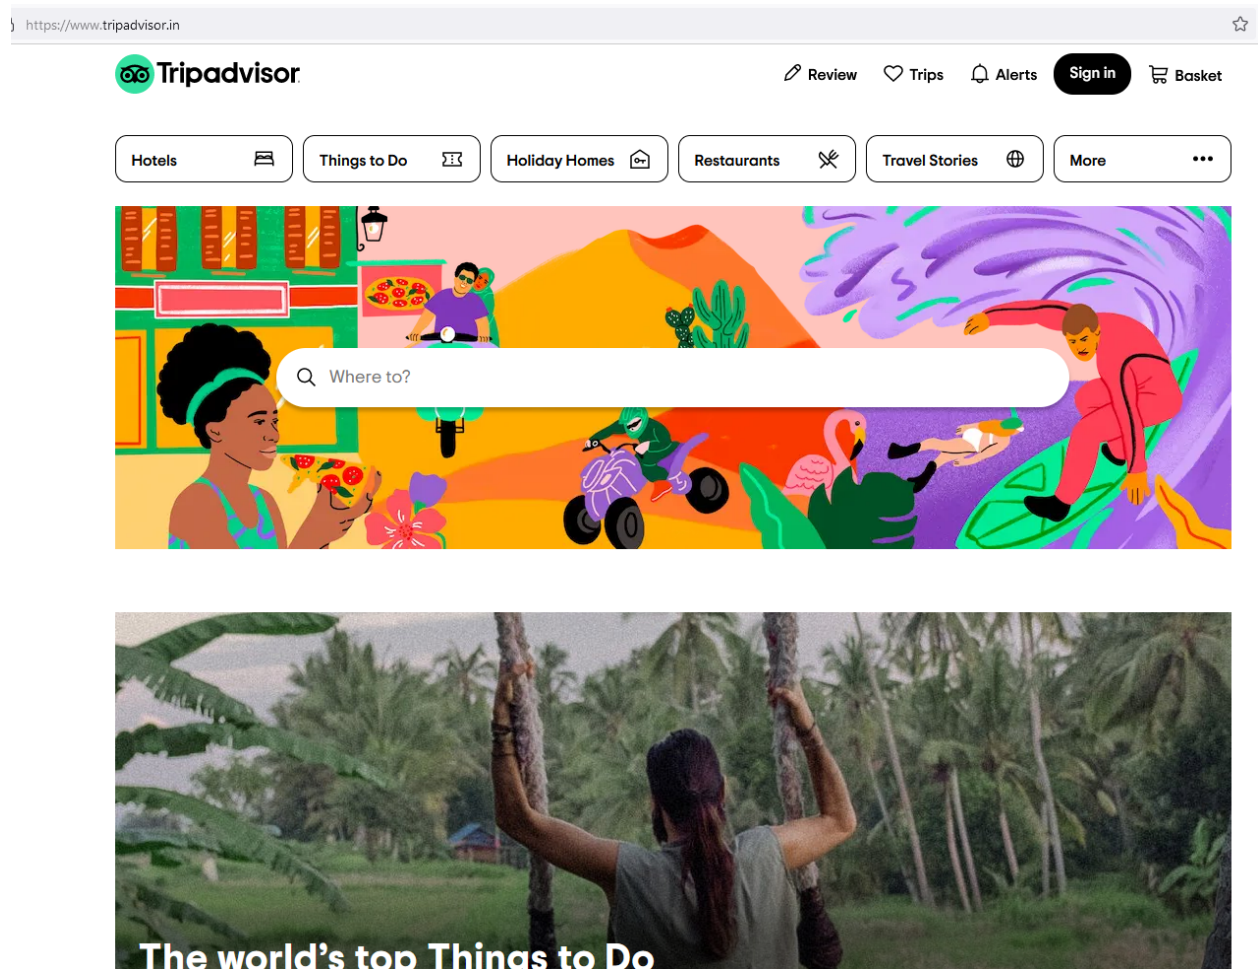 https://www.tripadvisor.in
Tripadvisor
Review
Trips
Alerts
Sign in
Basket
Hotels
Things to Do
Holiday Homes
Restaurants
Travel Stories
More
Where to?
The world's top Things to Do